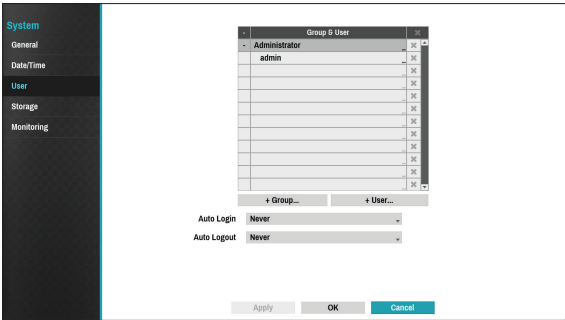 System
General
Date/Time
User
Storage
Monitoring
- Group & User
- Administrator
admin
+ Group... + User...
Auto Login Never
Auto Logout Never
Apply OK Cancel